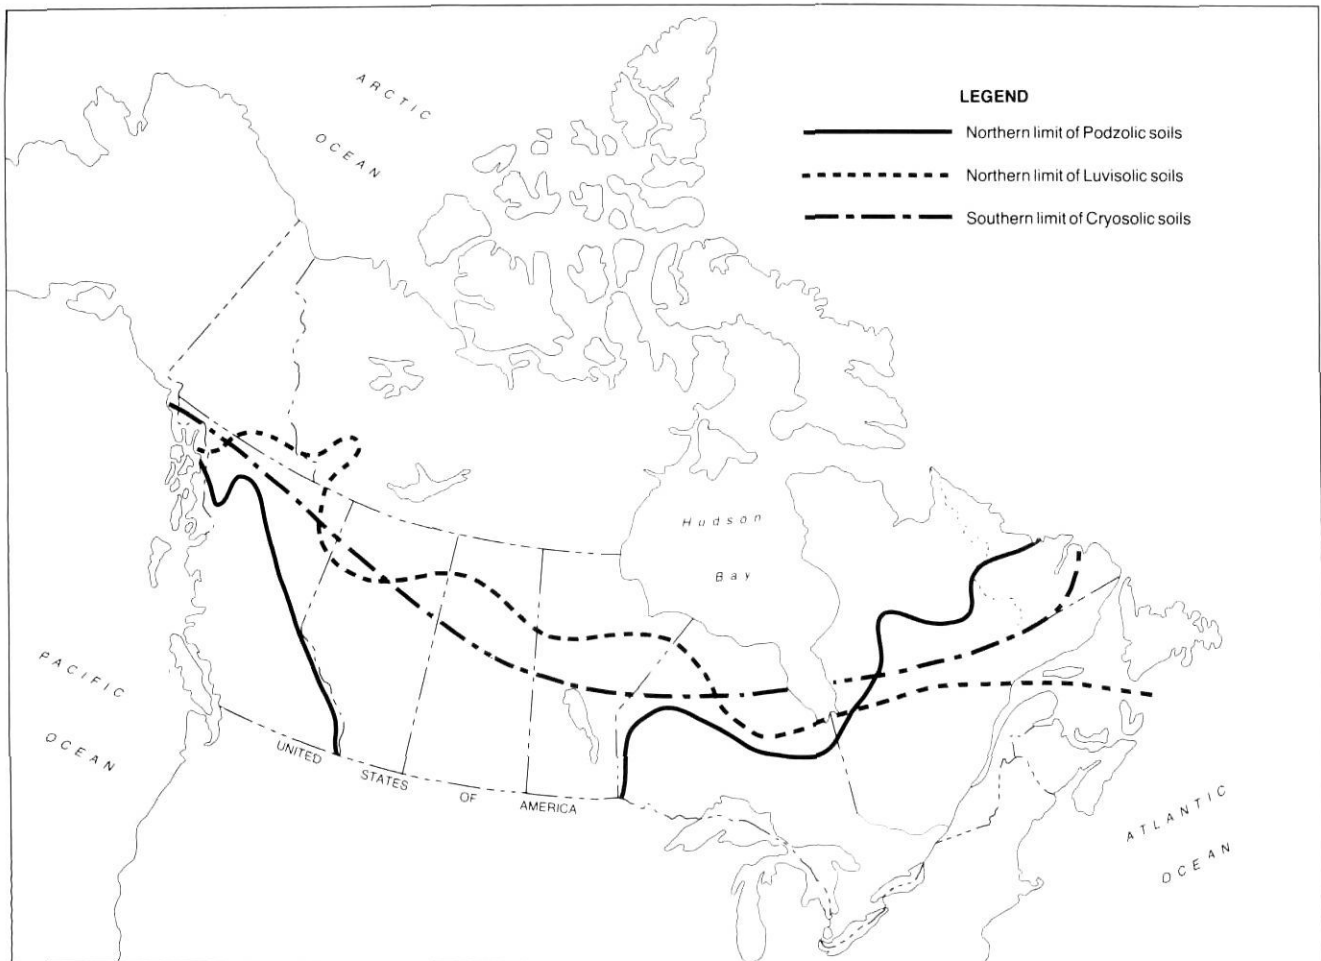 ARCTIC
OCEAN
LEGEND
Northern limit of Podzolic soils
Northern limit of Luvisolic soils
Southern limit of Cryosolic soils
Hudson
Bay
PACIFIC
OCEAN
UNITED STATES OF AMERICA
ATLANTIC
OCEAN